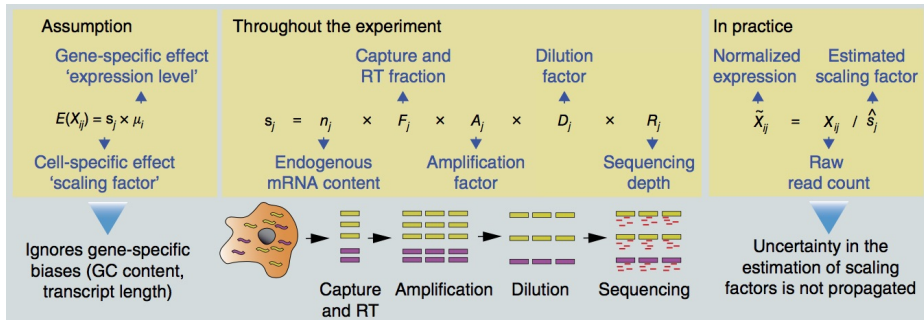 Assumption
Gene-specific effect
‘expression level’
E(Xij) = sj × μi
Cell-specific effect
‘scaling factor’
Ignores gene-specific
biases (GC content,
transcript length)
Throughout the experiment
Capture and
RT fraction
Dilution
factor
sj = nj × Fj × Aj × Dj × Rj
Endogenous
mRNA content
Amplification
factor
Sequencing
depth
Capture
and RT
Amplification
Dilution
Sequencing
In practice
Normalized
expression
Estimated
scaling factor
X̃ij = Xij / ŝj
Raw
read count
Uncertainty in the
estimation of scaling
factors is not propagated